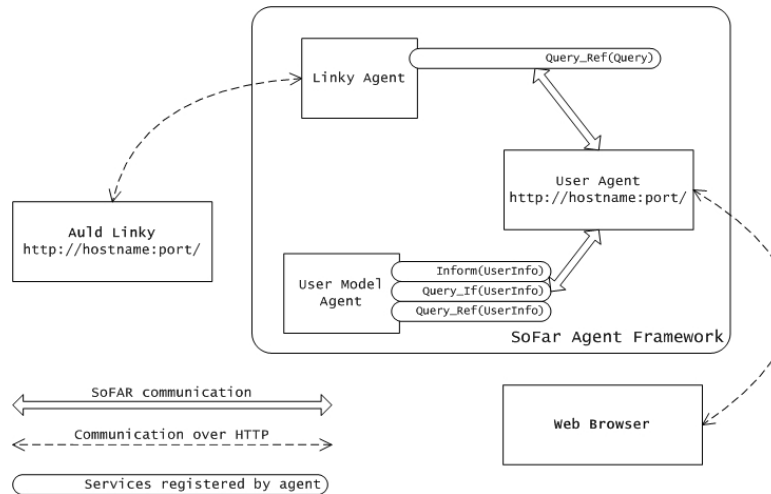 Query_Ref(Query)
Linky Agent
User Agent
http://hostname:port/
Auld Linky
http://hostname:port/
Inform(UserInfo)
User Model
Agent
Query_If(UserInfo)
Query_Ref(UserInfo)
SoFar Agent Framework
SoFAR communication
Communication over HTTP
Web Browser
Services registered by agent